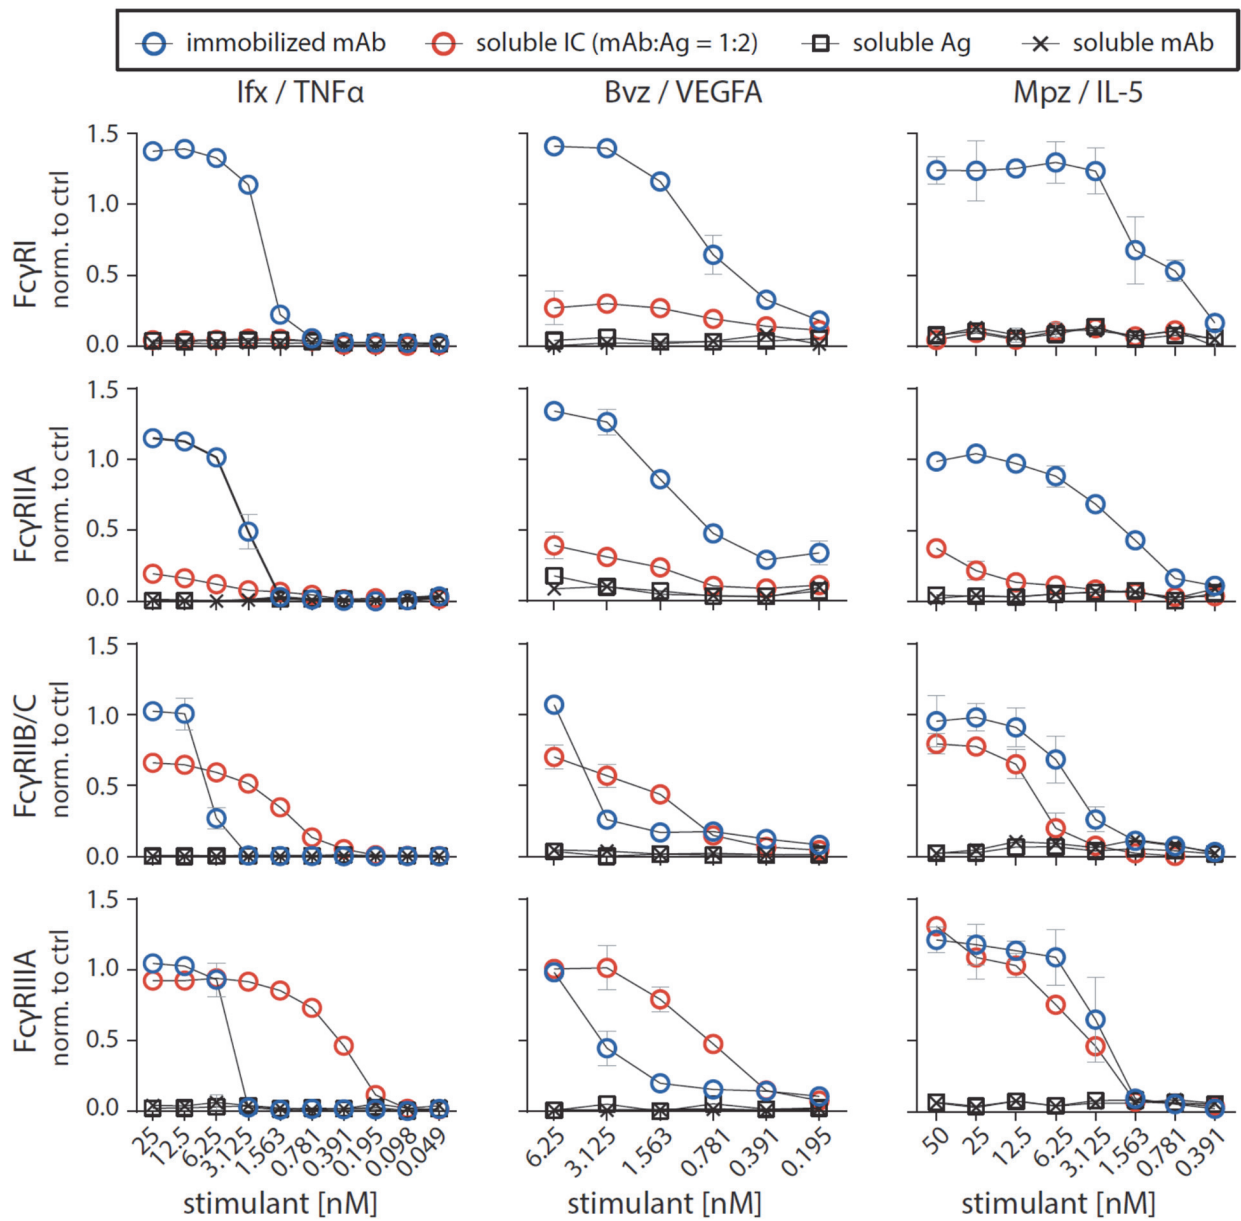 immobilized mAb soluble IC (mAb:Ag = 1:2) soluble Ag soluble mAb
Ifx / TNFα Bvz / VEGFA Mpz / IL-5
FcγRI
norm. to ctrl
1.5
1.0
0.5
0.0
FcγRIIA
norm. to ctrl
1.5
1.0
0.5
0.0
FcγRIIB/C
norm. to ctrl
1.5
1.0
0.5
0.0
FcγRIIIA
norm. to ctrl
1.5
1.0
0.5
0.0
25 12.5 6.25 3.125 1.563 0.781 0.391 0.195 0.098 0.049
6.25 3.125 1.563 0.781 0.391 0.195
50 25 12.5 6.25 3.125 1.563 0.781 0.391
stimulant [nM] stimulant [nM] stimulant [nM]